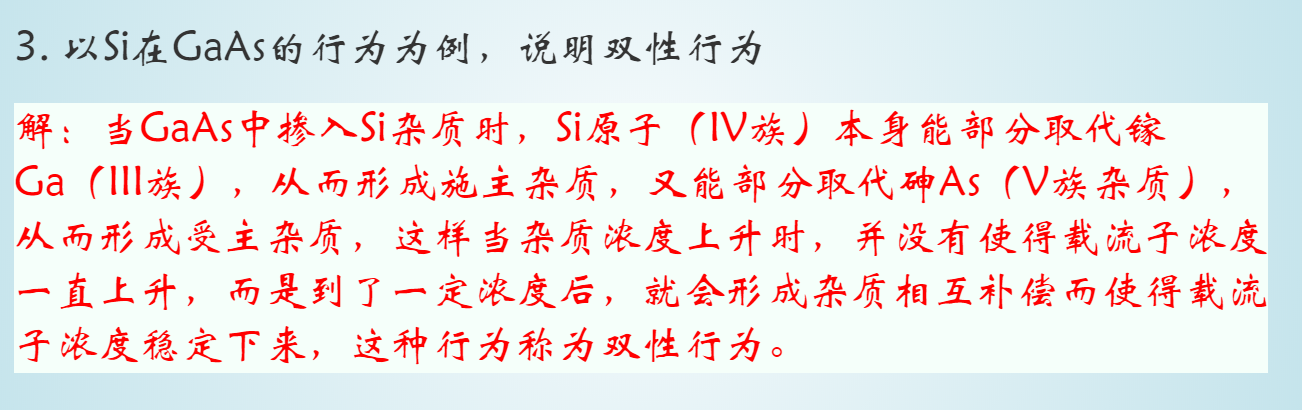 3. 以Si在GaAs的行为为例，说明双性行为
解：当GaAs中掺入Si杂质时，Si原子（IV族）本身能部分取代镓
Ga（III族），从而形成施主杂质，又能部分取代砷As（V族杂质），
从而形成受主杂质，这样当杂质浓度上升时，并没有使得载流子浓度
一直上升，而是到了一定浓度后，就会形成杂质相互补偿而使得载流
子浓度稳定下来，这种行为称为双性行为。